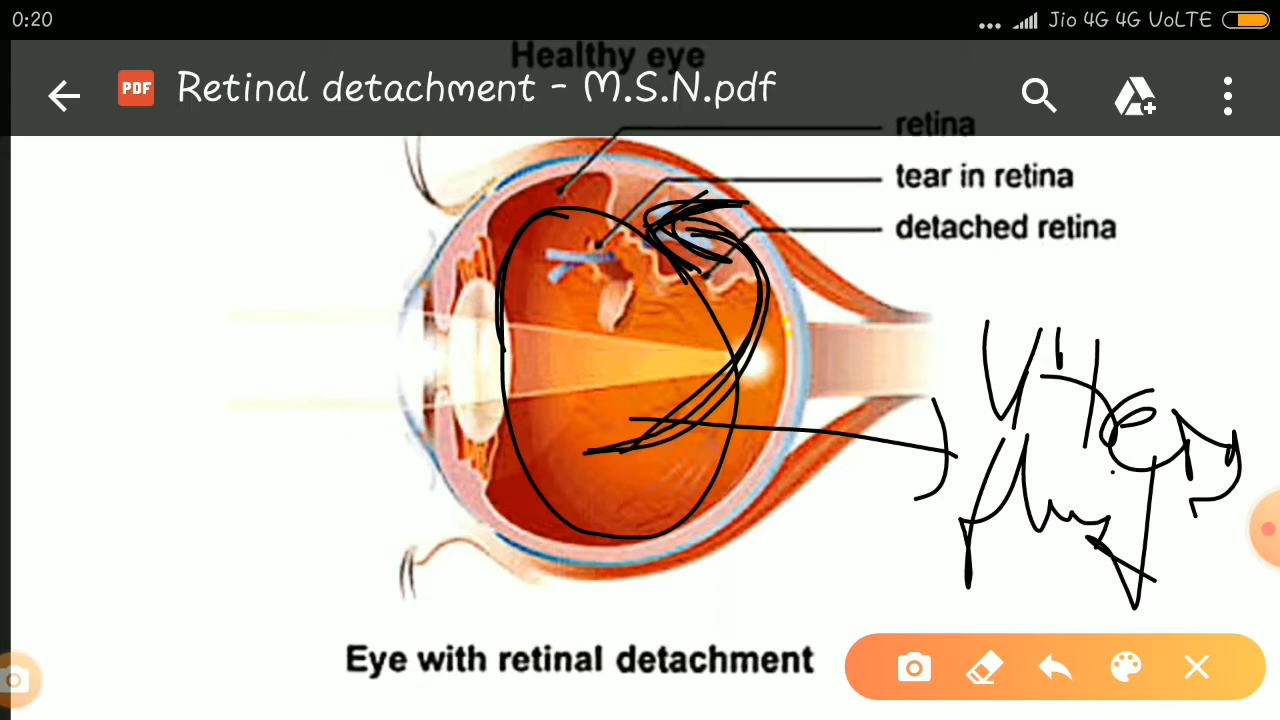 0:20
... Jio 4G 4G VoLTE
Healthy eye
PDF Retinal detachment - M.S.N.pdf
retina
tear in retina
detached retina
Eye with retinal detachment